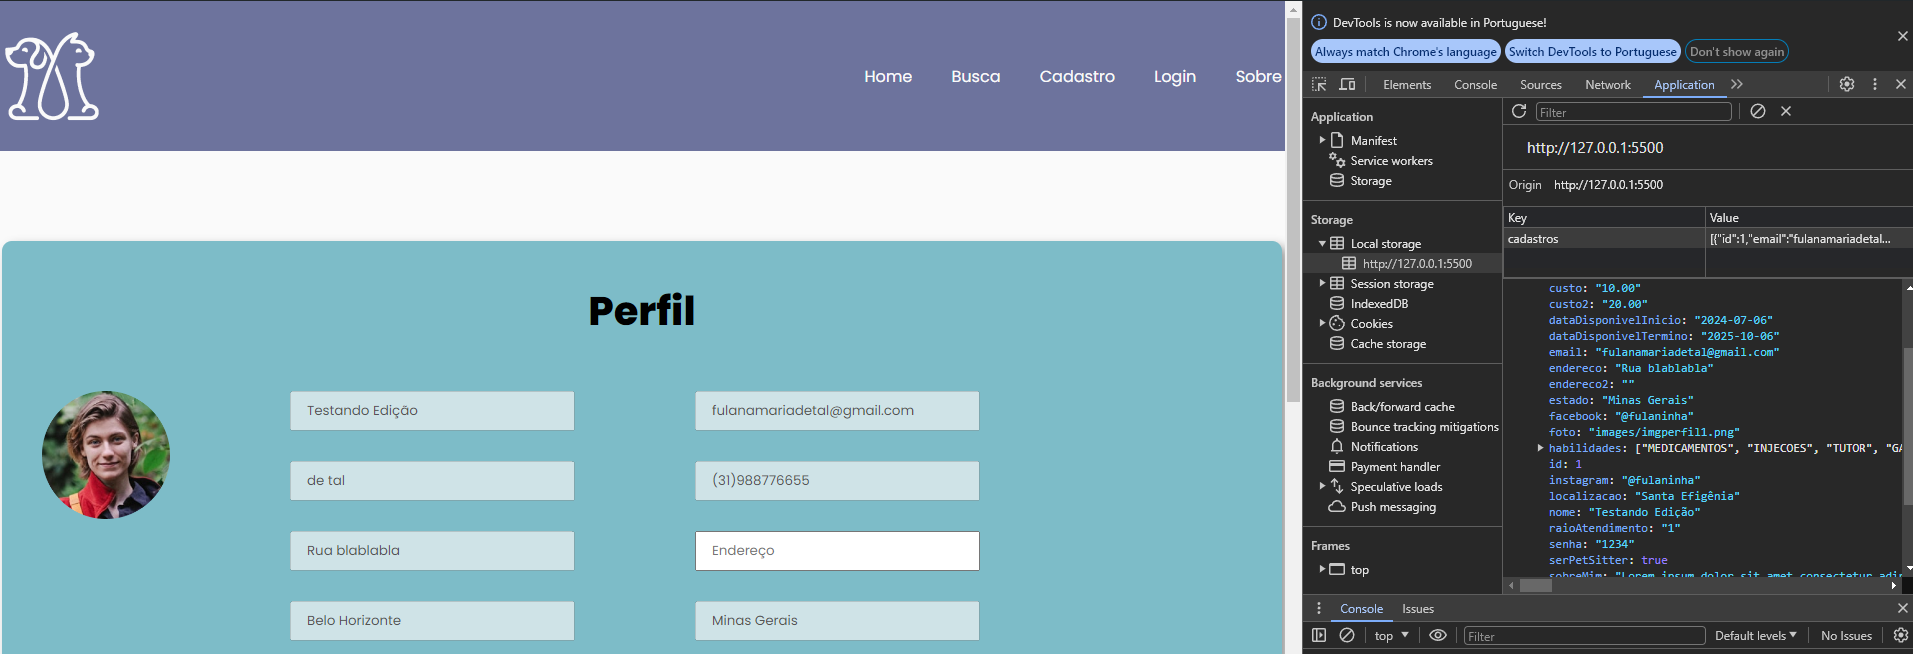 Home Busca Cadastro Login Sobre
Perfil
Testando Edição fulanamariadetal@gmail.com
de tal (31)988776655
Rua blablabla Endereço
Belo Horizonte Minas Gerais
DevTools is now available in Portuguese!
Always match Chrome's language Switch DevTools to Portuguese Don't show again
Elements Console Sources Network Application
Application
Manifest
Service workers
Storage
Storage
Local storage
http://127.0.0.1:5500
Session storage
IndexedDB
Cookies
Cache storage
Background services
Back/forward cache
Bounce tracking mitigations
Notifications
Payment handler
Speculative loads
Push messaging
Frames
top
Filter
http://127.0.0.1:5500
Origin http://127.0.0.1:5500
Key Value
cadastros [{"id":1,"email":"fulanamariadetal...
custo: "10.00"
custo2: "20.00"
dataDisponivelInicio: "2024-07-06"
dataDisponivelTermino: "2025-10-06"
email: "fulanamariadetal@gmail.com"
endereco: "Rua blablabla"
endereco2: ""
estado: "Minas Gerais"
facebook: "@fulaninha"
foto: "images/imgperfil1.png"
habilidades: ["MEDICAMENTOS", "INJECOES", "TUTOR", "GA
id: 1
instagram: "@fulaninha"
localizacao: "Santa Efigênia"
nome: "Testando Edição"
raioAtendimento: "1"
senha: "1234"
serPetSitter: true
sobreMim: "Lorem ipsum dolor sit amet consectetur adip
Console Issues
top Filter Default levels No Issues